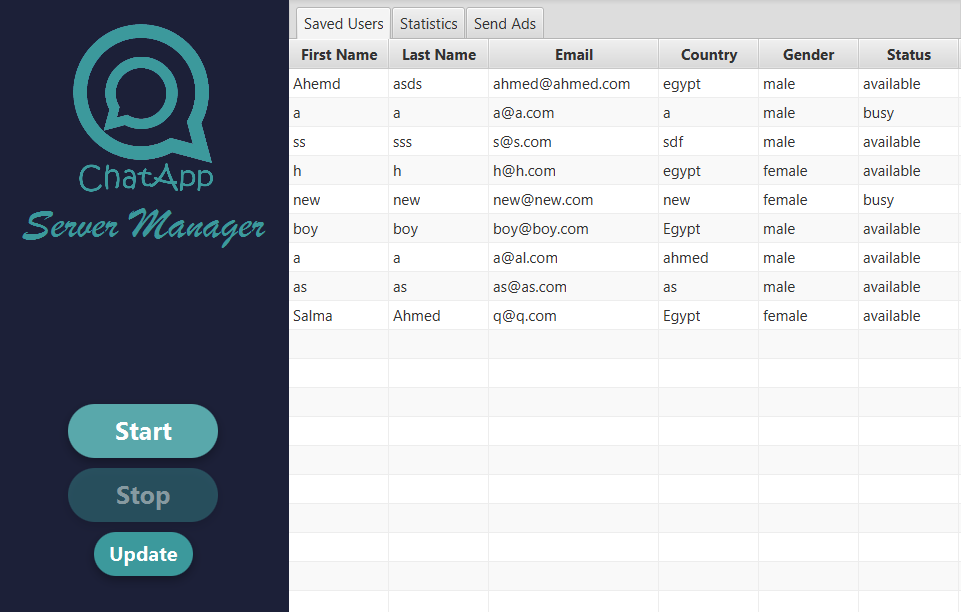 ChatApp
Server Manager
Start
Stop
Update
Saved Users Statistics Send Ads
First Name Last Name Email Country Gender Status
Ahemd asds ahmed@ahmed.com egypt male available
a a a@a.com a male busy
ss sss s@s.com sdf male available
h h h@h.com egypt female available
new new new@new.com new female busy
boy boy boy@boy.com Egypt male available
a a a@al.com ahmed male available
as as as@as.com as male available
Salma Ahmed q@q.com Egypt female available